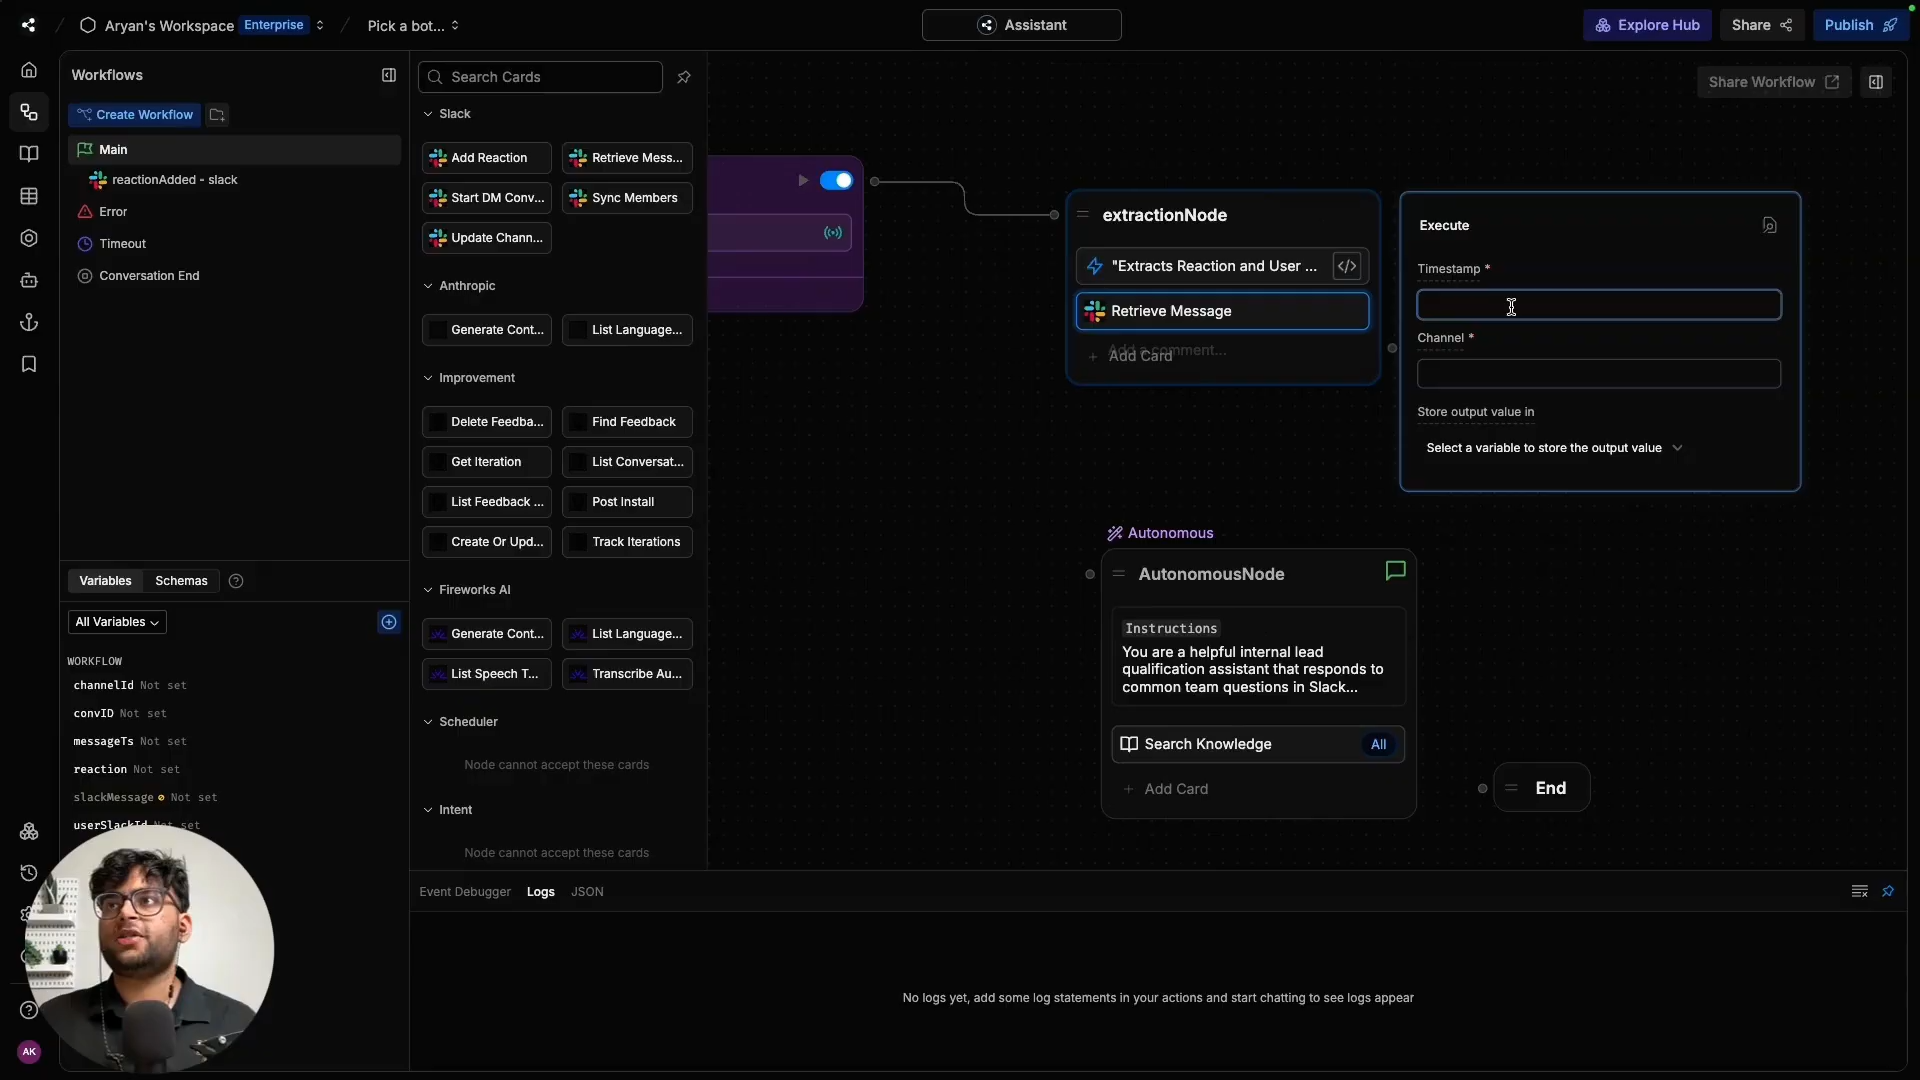 Aryan's Workspace Enterprise
Pick a bot...
Assistant
Explore Hub
Share
Publish
Workflows
Create Workflow
Main
reactionAdded - slack
Error
Timeout
Conversation End
Search Cards
Slack
Add Reaction
Retrieve Mess...
Start DM Conv...
Sync Members
Update Chann...
Anthropic
Generate Cont...
List Language...
Improvement
Delete Feedba...
Find Feedback
Get Iteration
List Conversat...
List Feedback ...
Post Install
Create Or Upd...
Track Iterations
Fireworks AI
Generate Cont...
List Language...
List Speech T...
Transcribe Au...
Scheduler
Node cannot accept these cards
Intent
Node cannot accept these cards
Share Workflow
extractionNode
"Extracts Reaction and User ...
Retrieve Message
Add a comment...
Add Card
Execute
Timestamp *
Channel *
Store output value in
Select a variable to store the output value
Autonomous
AutonomousNode
Instructions
You are a helpful internal lead
qualification assistant that responds to
common team questions in Slack...
Search Knowledge All
Add Card
End
Variables Schemas
All Variables
WORKFLOW
channelId Not set
convID Not set
messageTs Not set
reaction Not set
slackMessage Not set
userSlackId Not set
Event Debugger Logs JSON
No logs yet, add some log statements in your actions and start chatting to see logs appear
AK